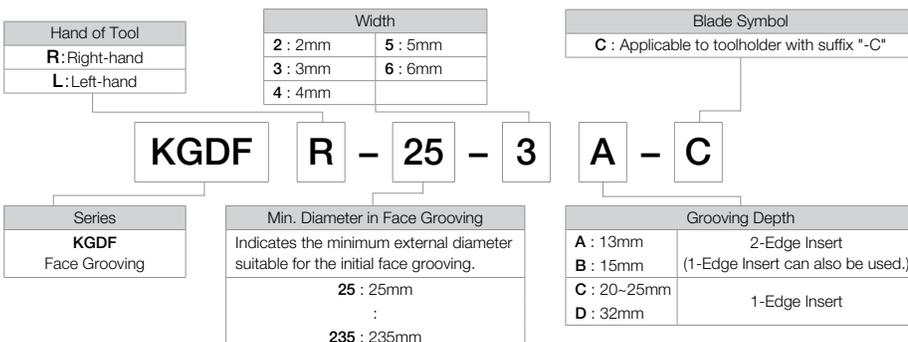 Hand of Tool
R:Right-hand
L:Left-hand
Width
2 : 2mm 5 : 5mm
3 : 3mm 6 : 6mm
4 : 4mm
Blade Symbol
C : Applicable to toolholder with suffix "-C"
KGDF R – 25 – 3 A – C
Series
KGDF
Face Grooving
Min. Diameter in Face Grooving
Indicates the minimum external diameter
suitable for the initial face grooving.
25 : 25mm
:
235 : 235mm
Grooving Depth
A : 13mm 2-Edge Insert
B : 15mm (1-Edge Insert can also be used.)
C : 20~25mm 1-Edge Insert
D : 32mm